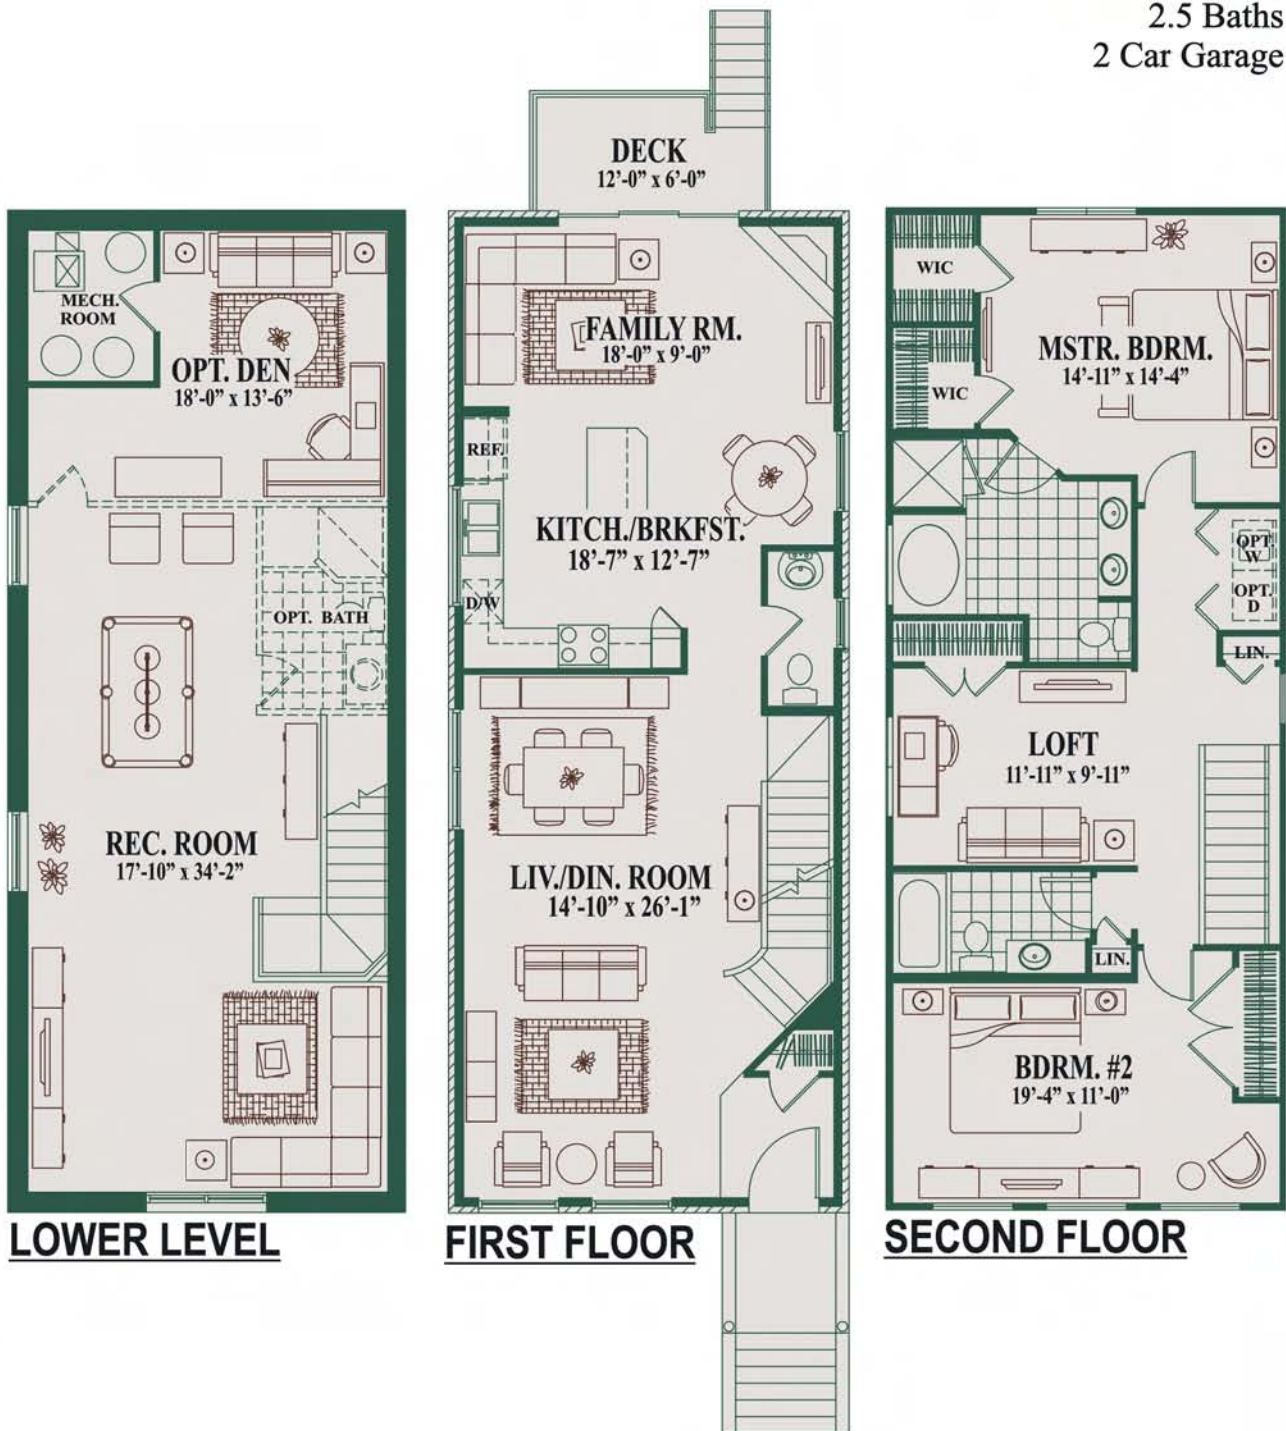 2.5 Baths
2 Car Garage
MECH.
ROOM
OPT. DEN
18’-0” x 13’-6”
OPT. BATH
REC. ROOM
17’-10” x 34’-2”
LOWER LEVEL
DECK
12’-0” x 6’-0”
FAMILY RM.
18’-0” x 9’-0”
REF.
KITCH./BRKFST.
18’-7” x 12’-7”
D/W
LIV./DIN. ROOM
14’-10” x 26’-1”
FIRST FLOOR
WIC
MSTR. BDRM.
14’-11” x 14’-4”
WIC
OPT.
W
OPT.
D
LIN.
LOFT
11’-11” x 9’-11”
LIN.
BDRM. #2
19’-4” x 11’-0”
SECOND FLOOR